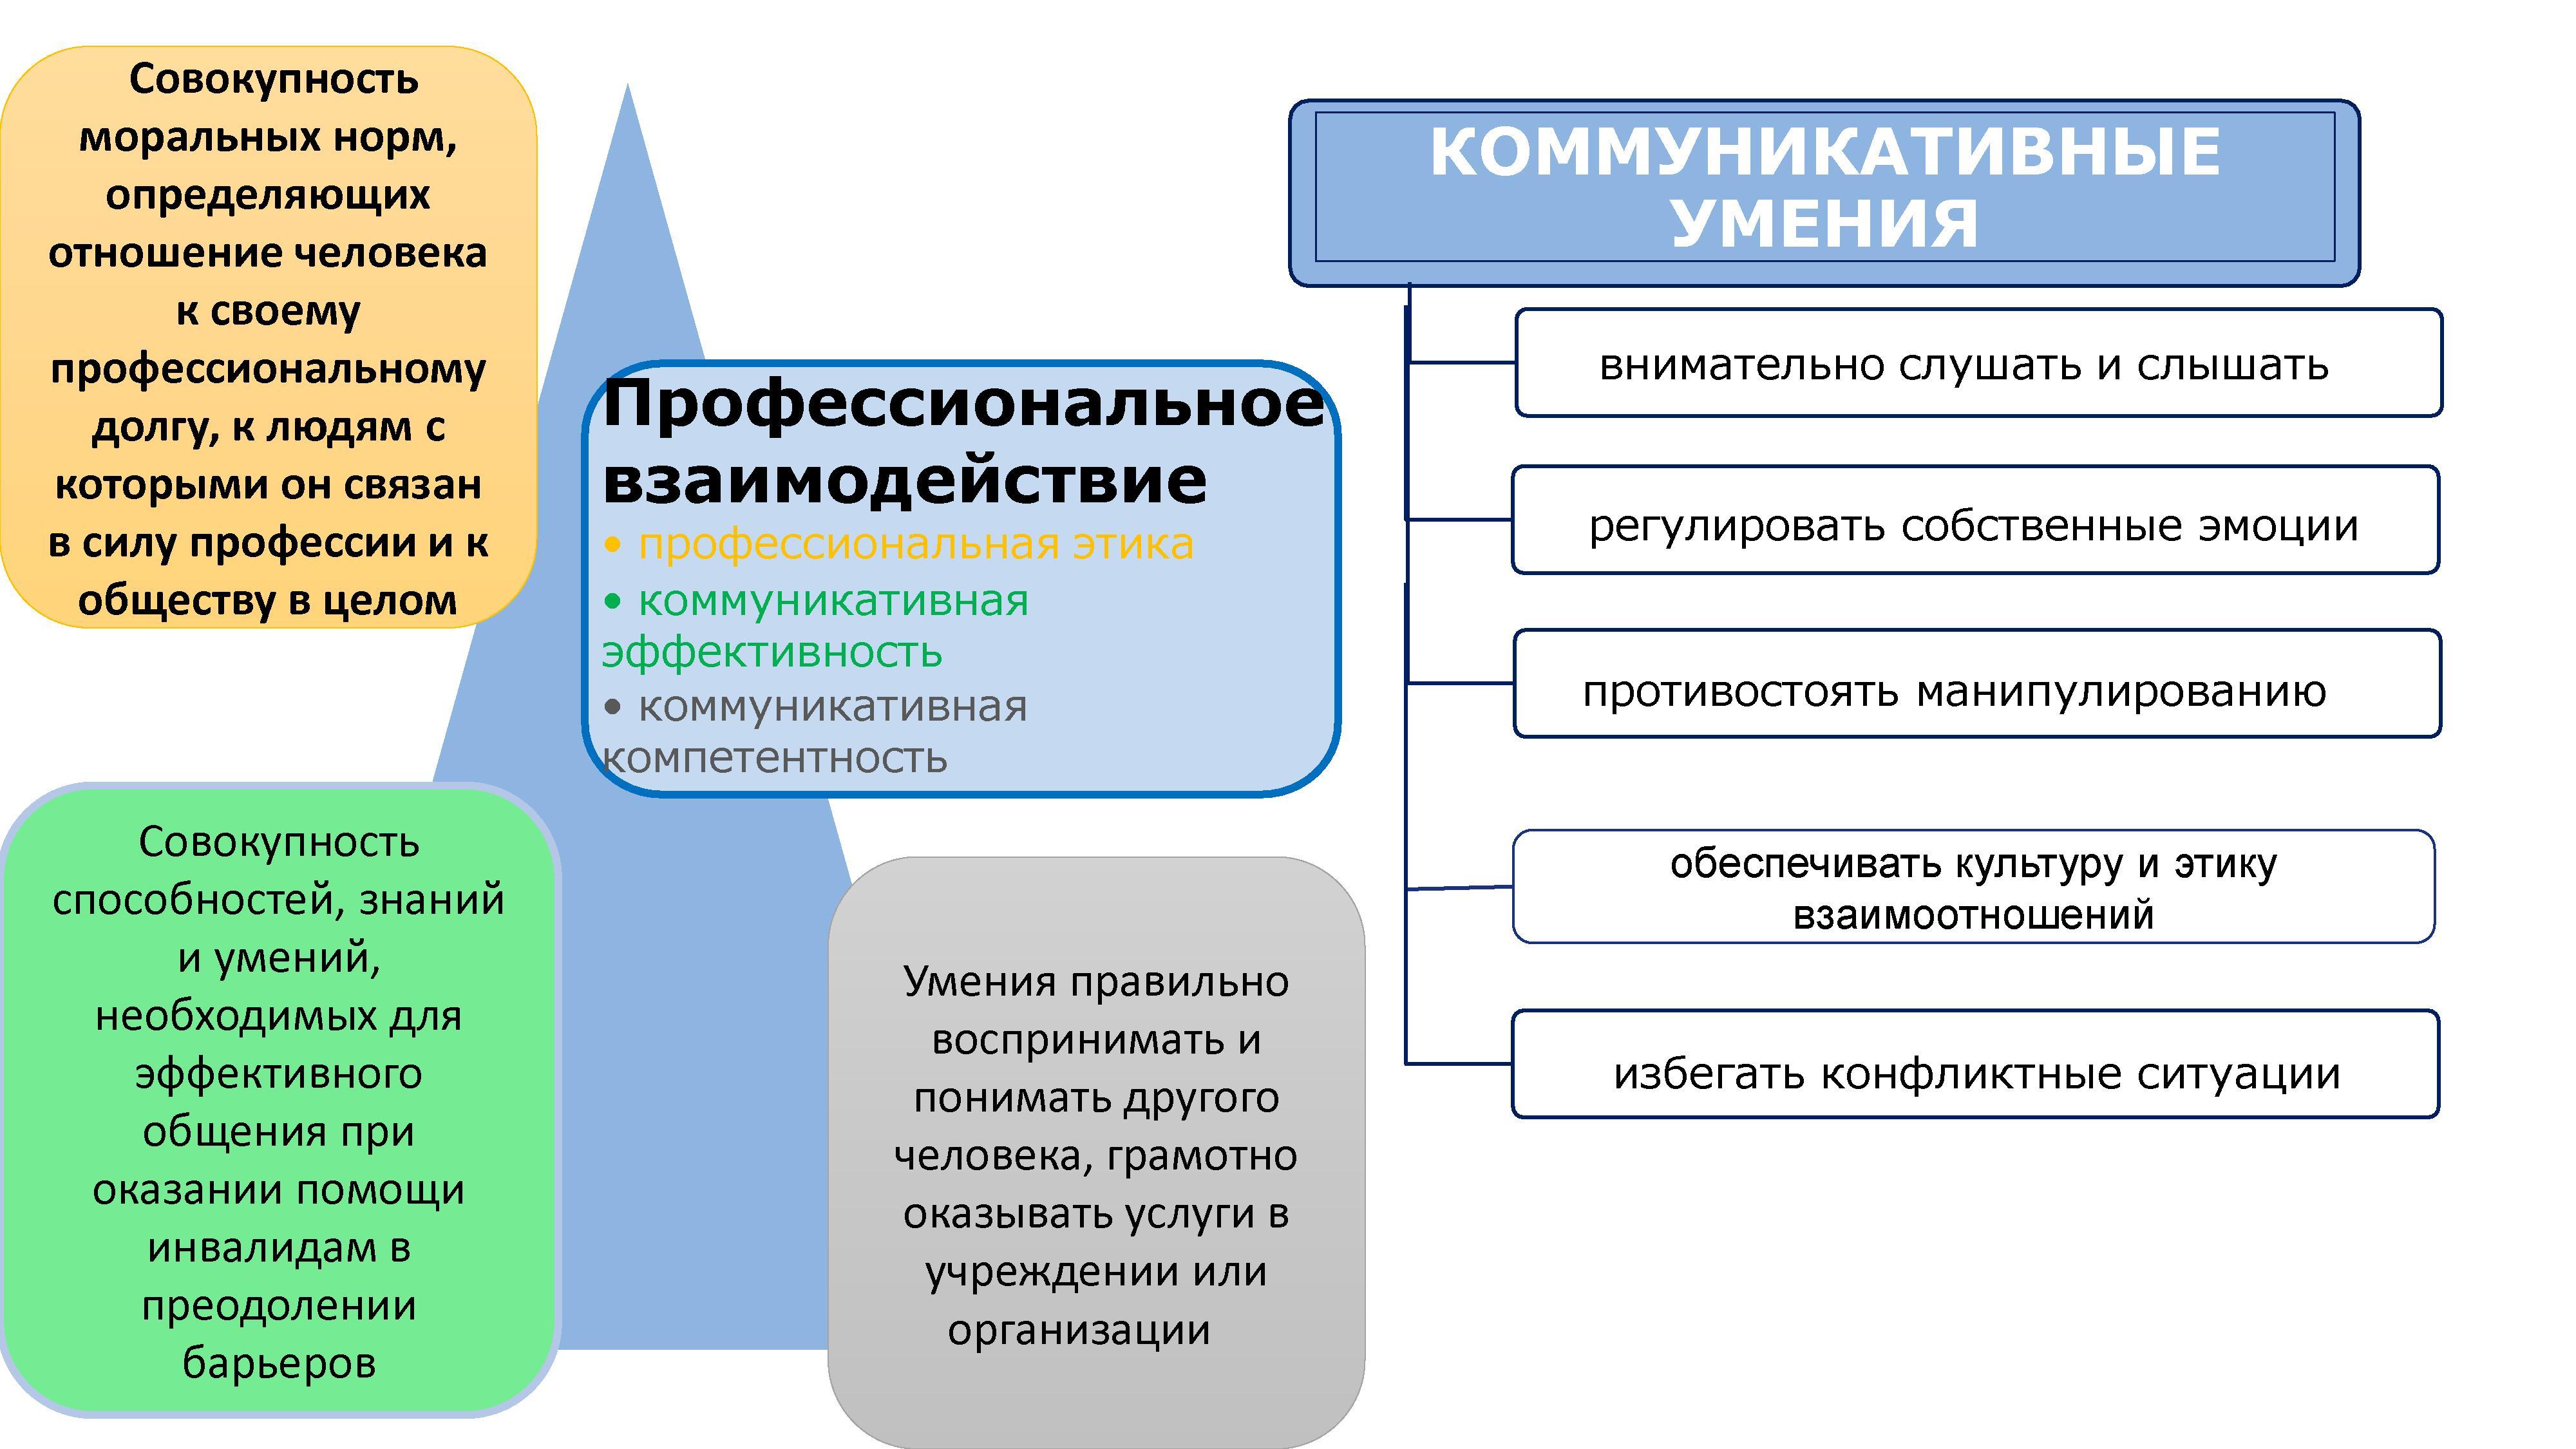 Совокупность
моральных норм,
определяющих
отношение человека
к своему
профессиональному
долгу, к людям с
которыми он связан
в силу профессии и к
обществу в целом
Совокупность
способностей, знаний
и умений,
необходимых для
эффективного
общения при
оказании помощи
инвалидам в
преодолении
барьеров
Профессиональное
взаимодействие
• профессиональная этика
• коммуникативная
эффективность
• коммуникативная
компетентность
Умения правильно
воспринимать и
понимать другого
человека, грамотно
оказывать услуги в
учреждении или
организации
КОММУНИКАТИВНЫЕ
УМЕНИЯ
внимательно слушать и слышать
регулировать собственные эмоции
противостоять манипулированию
обеспечивать культуру и этику
взаимоотношений
избегать конфликтные ситуации